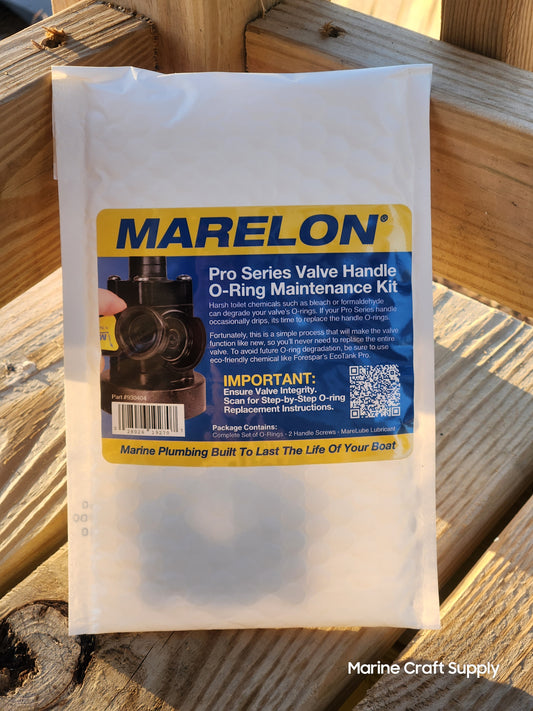 MARELON®
Pro Series Valve Handle
O-Ring Maintenance Kit
Harsh toilet chemicals such as bleach or formaldehyde
can degrade your valve's O-rings. If your Pro Series handle
occasionally drips, its time to replace the handle O-rings.
Fortunately, this is a simple process that will make the valve
function like new, so you'll never need to replace the entire
valve. To avoid future O-ring degradation, be sure to use
eco-friendly chemical like Forespar's EcoTank Pro.
IMPORTANT:
Ensure Valve Integrity.
Scan for Step-by-Step O-ring
Replacement Instructions.
Part #930404
Package Contains:
Complete Set of O-Rings - 2 Handle Screws - MareLube Lubricant
Marine Plumbing Built To Last The Life Of Your Boat
Marine Craft Supply